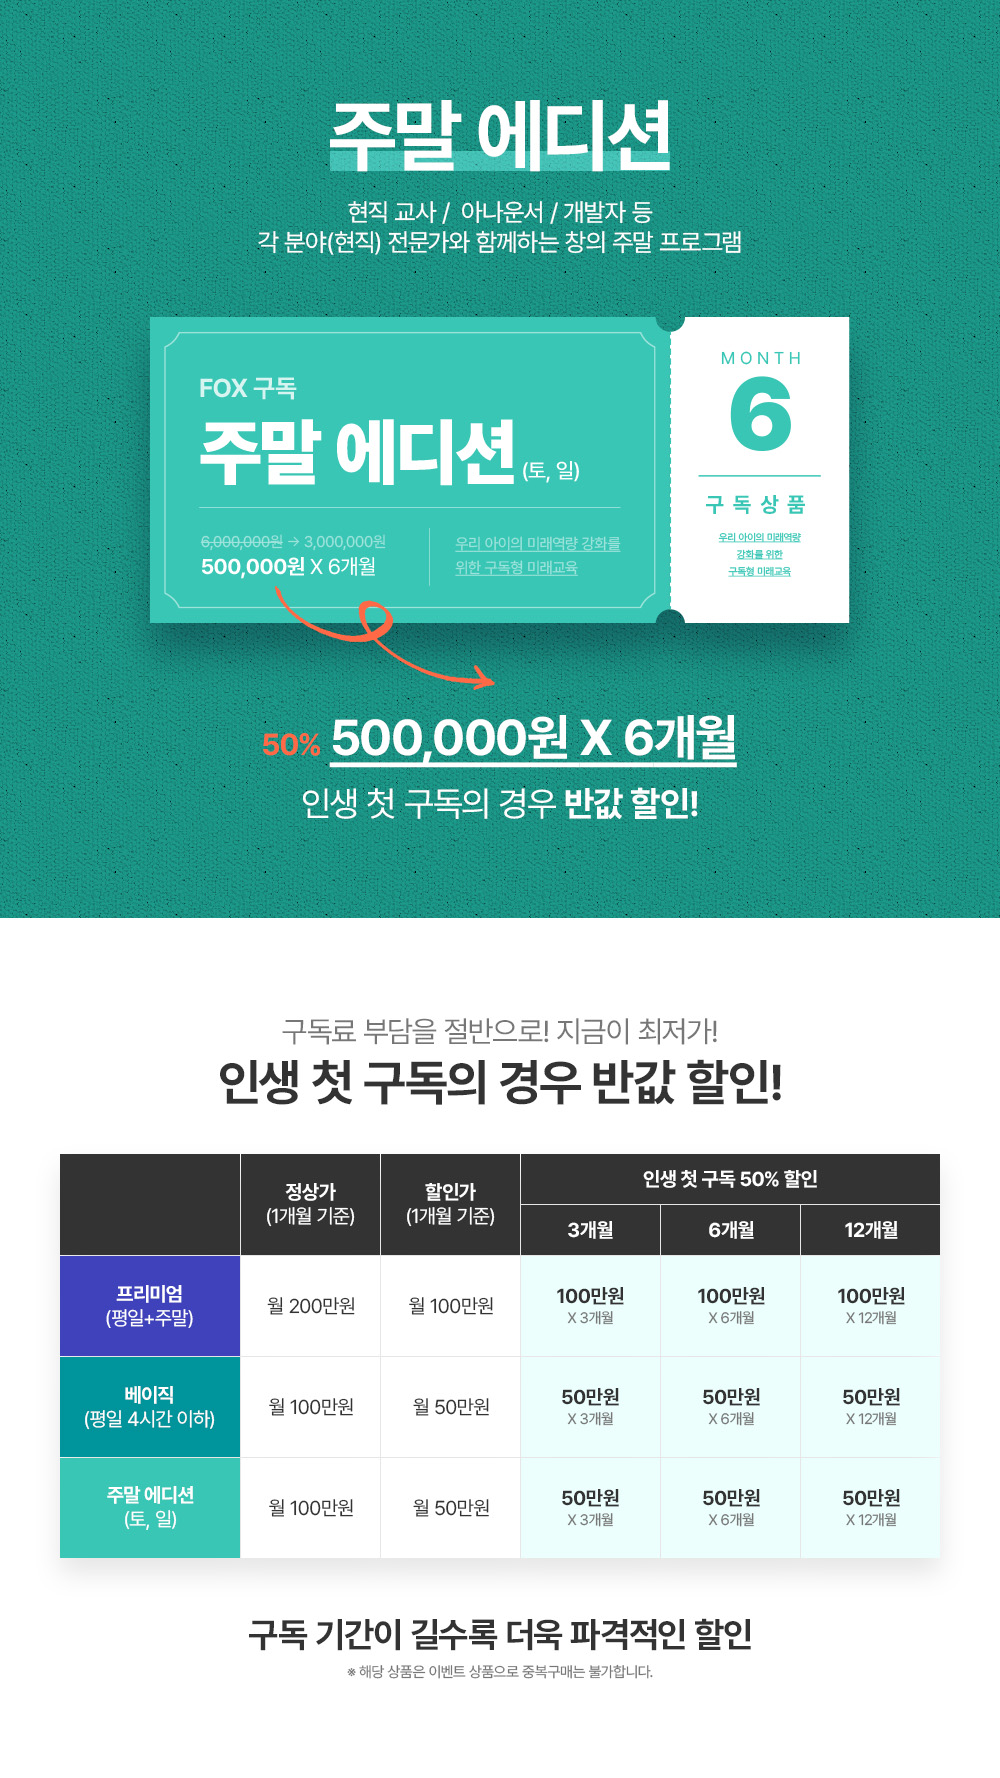 주말 에디션
현직 교사 / 아나운서 / 개발자 등
각 분야(현직) 전문가와 함께하는 창의 주말 프로그램
FOX 구독
주말 에디션 (토, 일)
6,000,000원 → 3,000,000원
500,000원 X 6개월
우리 아이의 미래역량 강화를
위한 구독형 미래교육
MONTH
6
구독상품
우리 아이의 미래역량
강화를 위한
구독형 미래교육
50% 500,000원 X 6개월
인생 첫 구독의 경우 반값 할인!
구독료 부담을 절반으로! 지금이 최저가!
인생 첫 구독의 경우 반값 할인!
정상가
(1개월 기준)
할인가
(1개월 기준)
인생 첫 구독 50% 할인
3개월 6개월 12개월
프리미엄
(평일+주말)
월 200만원 월 100만원
100만원 100만원 100만원
X 3개월 X 6개월 X 12개월
베이직
(평일 4시간 이하)
월 100만원 월 50만원
50만원 50만원 50만원
X 3개월 X 6개월 X 12개월
주말 에디션
(토, 일)
월 100만원 월 50만원
50만원 50만원 50만원
X 3개월 X 6개월 X 12개월
구독 기간이 길수록 더욱 파격적인 할인
※ 해당 상품은 이벤트 상품으로 중복구매는 불가합니다.